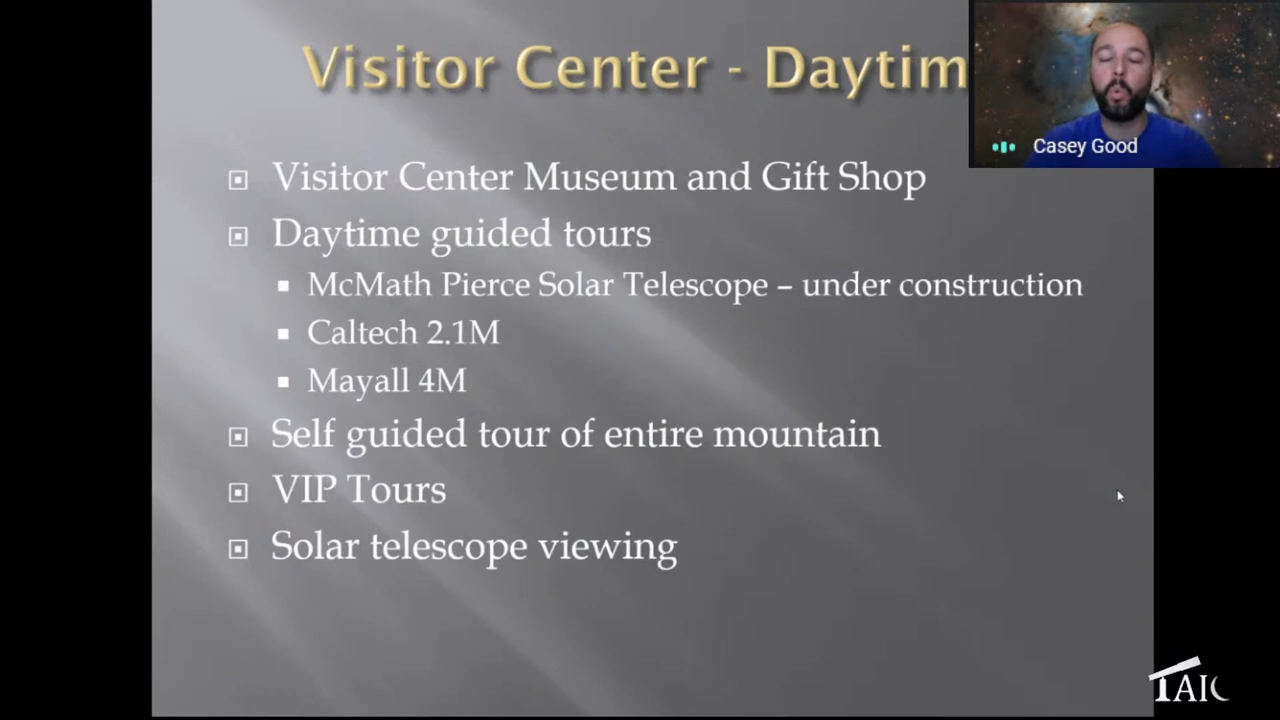 Visitor Center - Daytim
Casey Good
Visitor Center Museum and Gift Shop
Daytime guided tours
McMath Pierce Solar Telescope – under construction
Caltech 2.1M
Mayall 4M
Self guided tour of entire mountain
VIP Tours
Solar telescope viewing
TAIC